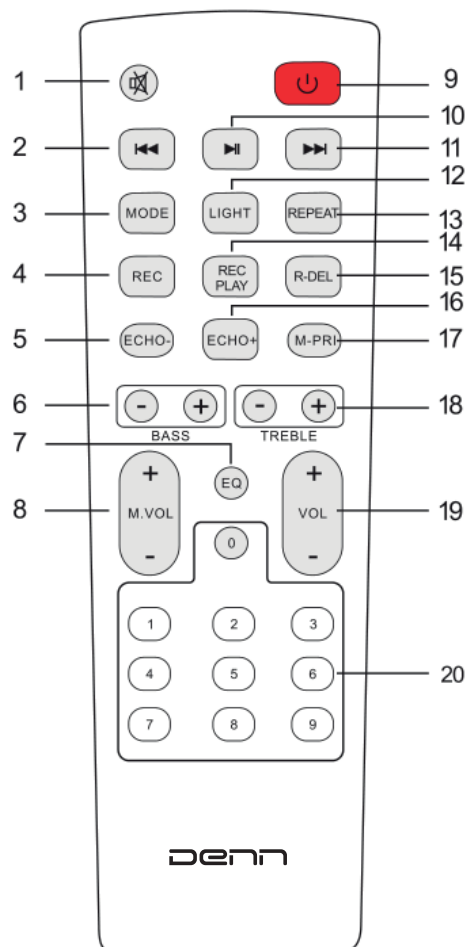 1
9
10
2
11
12
3
MODE
LIGHT
REPEAT
13
14
4
REC
REC
PLAY
R-DEL
15
16
5
ECHO-
ECHO+
M-PRI
17
6
-
+
-
+
18
BASS
TREBLE
7
EQ
+
+
8
M.VOL
VOL
19
-
-
0
1
2
3
4
5
6
20
7
8
9
DENN